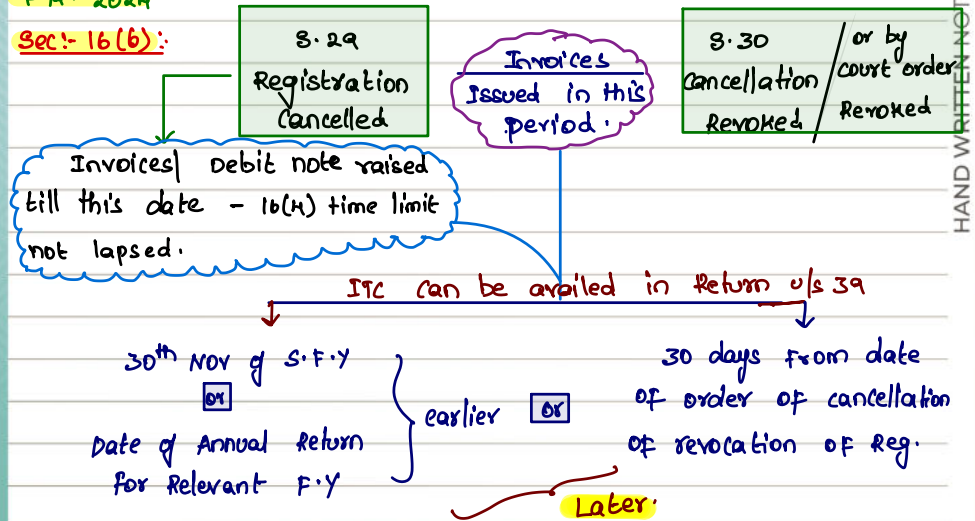 Sec:- 16(6):
S.29
Registration
Cancelled
Invoices
Issued in this
period.
S.30
Cancellation
Revoked
or by
court order
Revoked
Invoices| Debit note raised
till this date - 16(4) time limit
not lapsed.
ITC can be availed in Return u/s 39
30th Nov of S.F.Y
or
Date of Annual Return
for Relevant F.Y
earlier
or
30 days from date
of order of cancellation
of revocation of Reg.
Later.
HAND WRITTEN